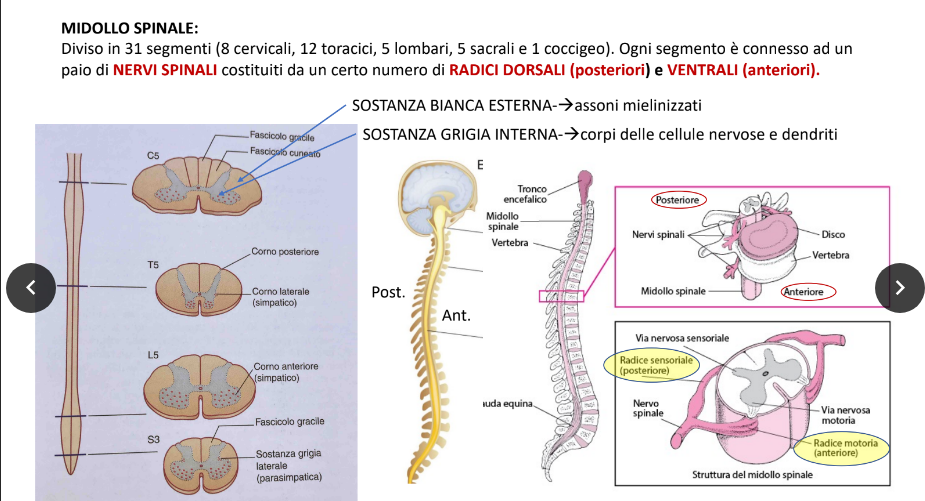 MIDOLLO SPINALE:
Diviso in 31 segmenti (8 cervicali, 12 toracici, 5 lombari, 5 sacrali e 1 coccigeo). Ogni segmento è connesso ad un
paio di NERVI SPINALI costituiti da un certo numero di RADICI DORSALI (posteriori) e VENTRALI (anteriori).
SOSTANZA BIANCA ESTERNA-→assoni mielinizzati
SOSTANZA GRIGIA INTERNA-→corpi delle cellule nervose e dendriti
C5
Fascicolo gracile
Fascicolo cuneato
T5
Corno posteriore
Corno laterale
(simpatico)
L5
Corno anteriore
(simpatico)
S3
Fascicolo gracile
Sostanza grigia
laterale
(parasimpatica)
Post.
Ant.
E
Tronco
encefalico
Midollo
spinale
Vertebra
auda equina
Posteriore
Nervi spinali
Disco
Vertebra
Midollo spinale
Anteriore
Via nervosa sensoriale
Radice sensoriale
(posteriore)
Nervo
spinale
Via nervosa
motoria
Radice motoria
(anteriore)
Struttura del midollo spinale